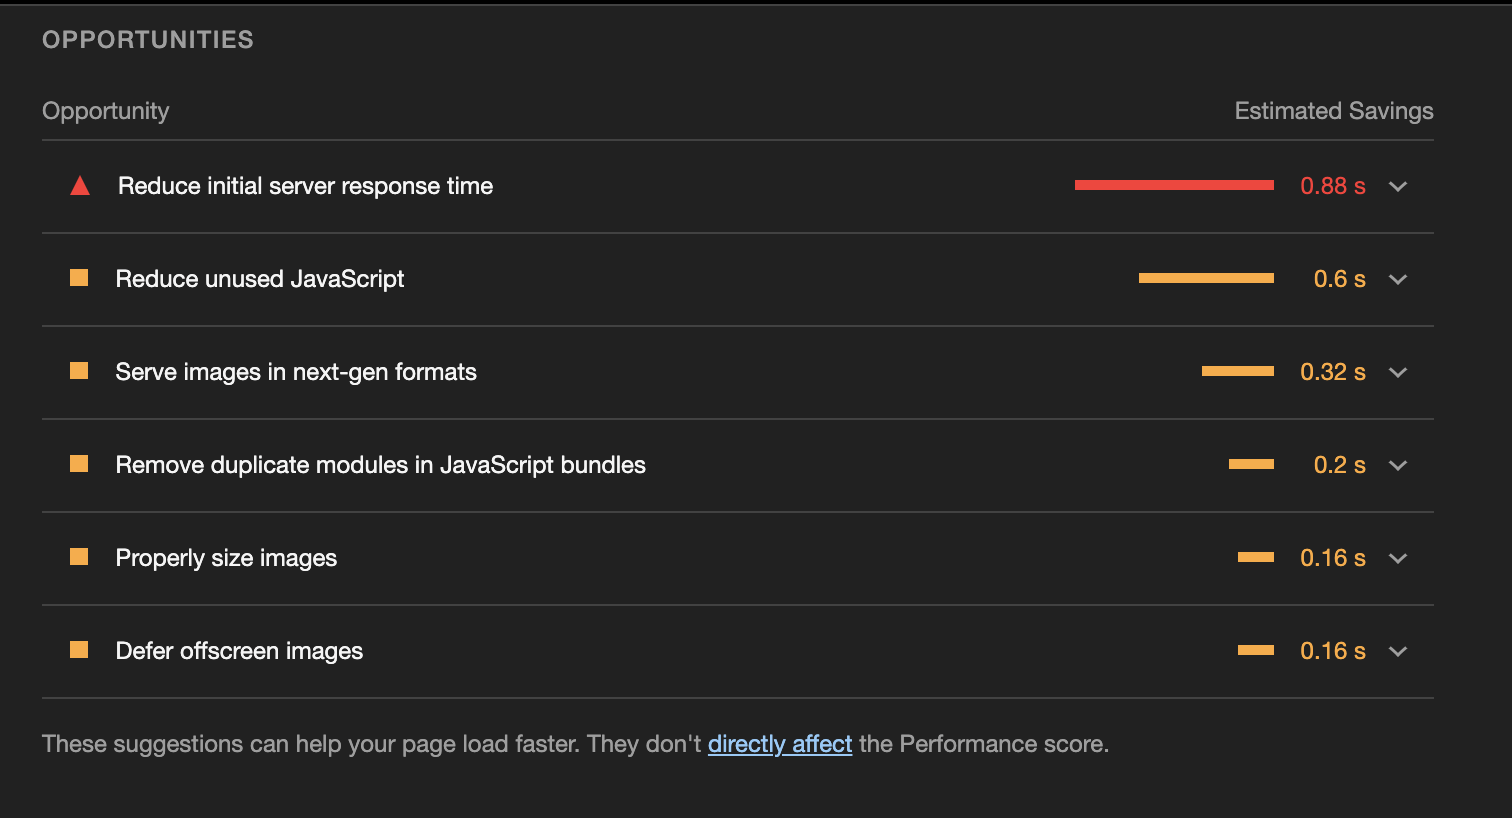 OPPORTUNITIES
Opportunity Estimated Savings
Reduce initial server response time 0.88 s
Reduce unused JavaScript 0.6 s
Serve images in next-gen formats 0.32 s
Remove duplicate modules in JavaScript bundles 0.2 s
Properly size images 0.16 s
Defer offscreen images 0.16 s
These suggestions can help your page load faster. They don't directly affect the Performance score.